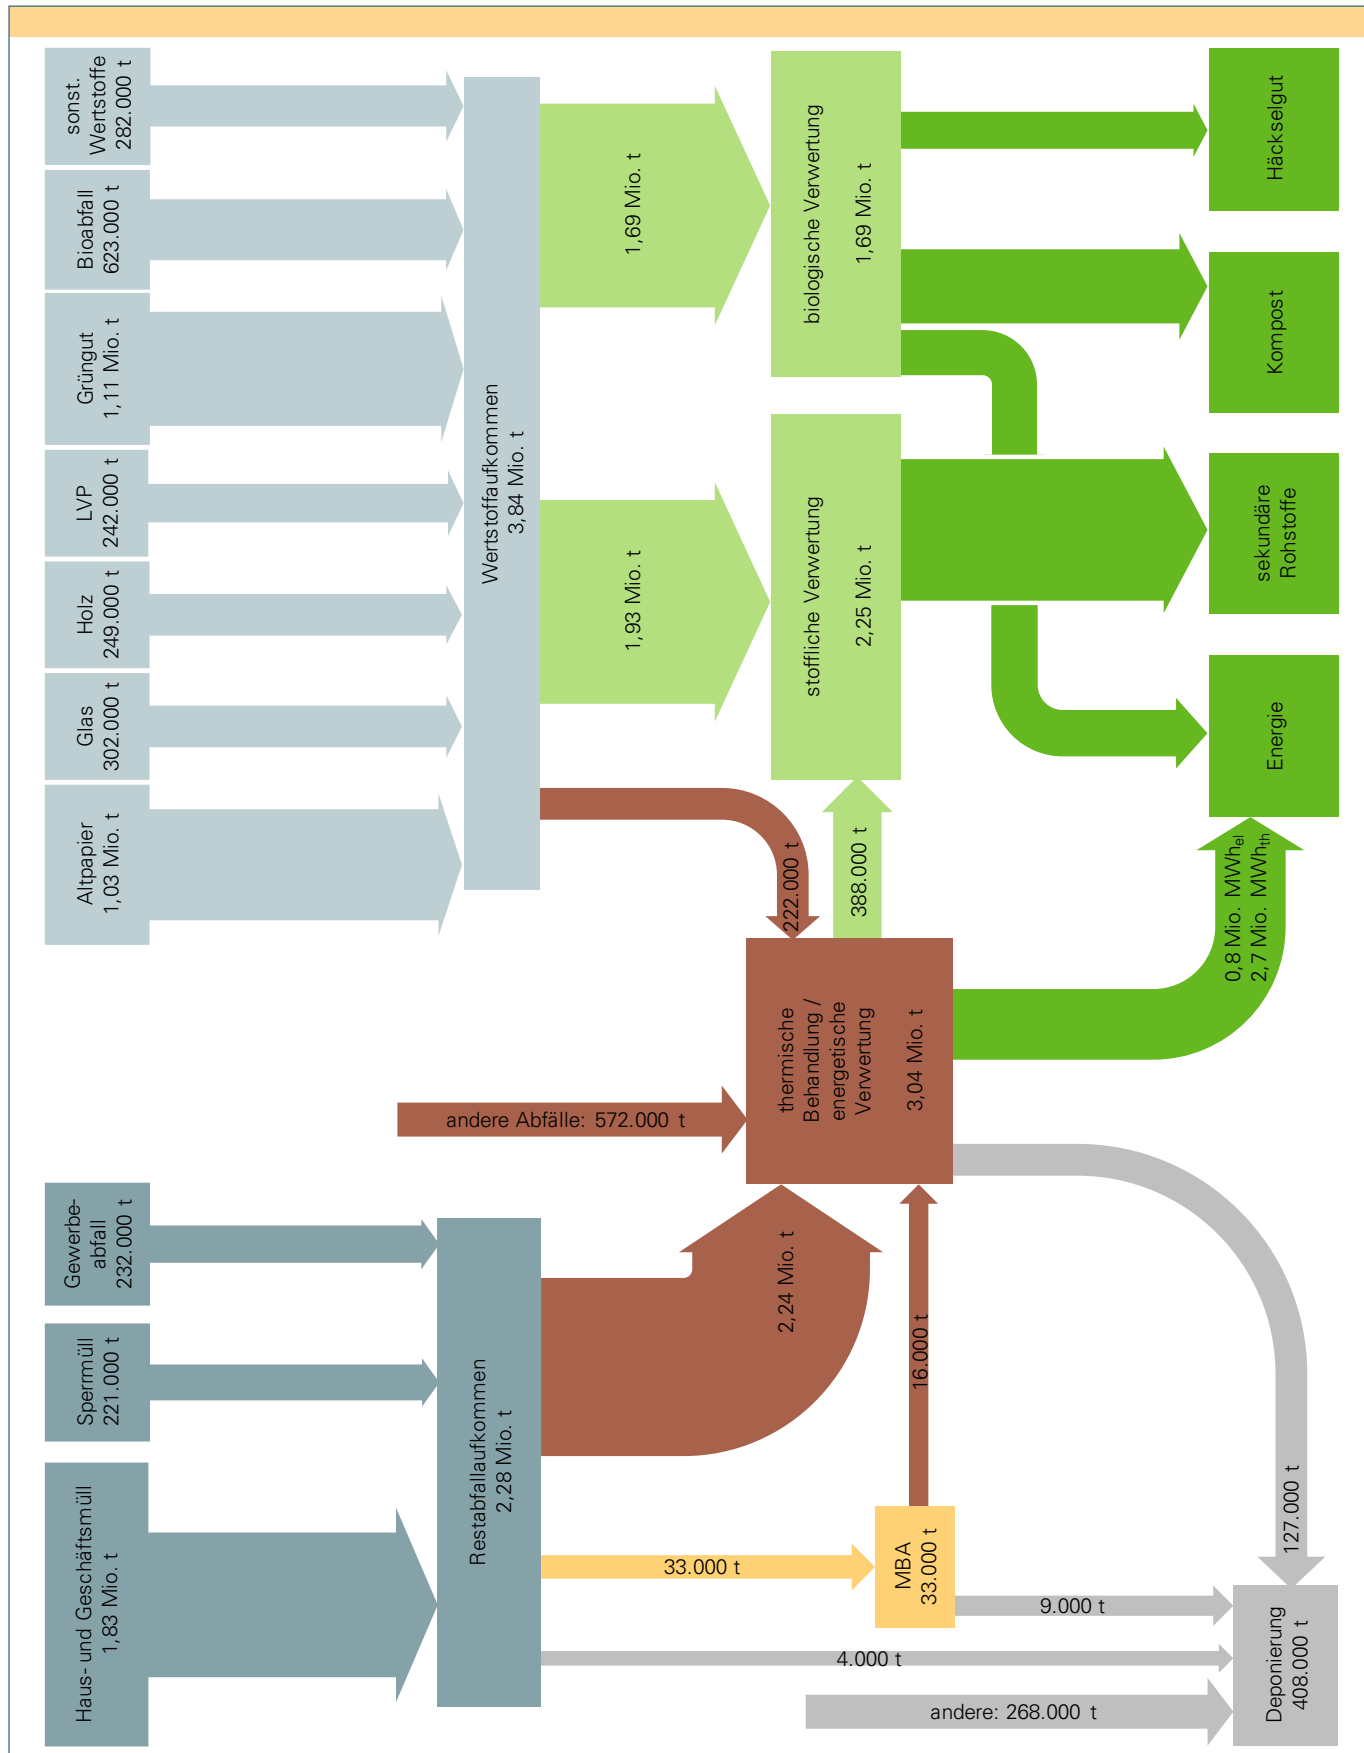 Haus- und Geschäftsmüll
1,83 Mio. t
Sperrmüll
221.000 t
Gewerbe-
abfall
232.000 t
Altpapier
1,03 Mio. t
Glas
302.000 t
Holz
249.000 t
LVP
242.000 t
Grüngut
1,11 Mio. t
Bioabfall
623.000 t
sonst.
Wertstoffe
282.000 t
Restabfallaufkommen
2,28 Mio. t
Wertstoffaufkommen
3,84 Mio. t
andere Abfälle: 572.000 t
1,93 Mio. t
1,69 Mio. t
33.000 t
2,24 Mio. t
222.000 t
thermische
Behandlung /
energetische
Verwertung
3,04 Mio. t
388.000 t
stoffliche Verwertung
2,25 Mio. t
biologische Verwertung
1,69 Mio. t
4.000 t
MBA
33.000 t
16.000 t
andere: 268.000 t
9.000 t
127.000 t
0,8 Mio. MWhel
2,7 Mio. MWhth
Deponierung
408.000 t
Energie
sekundäre
Rohstoffe
Kompost
Häckselgut